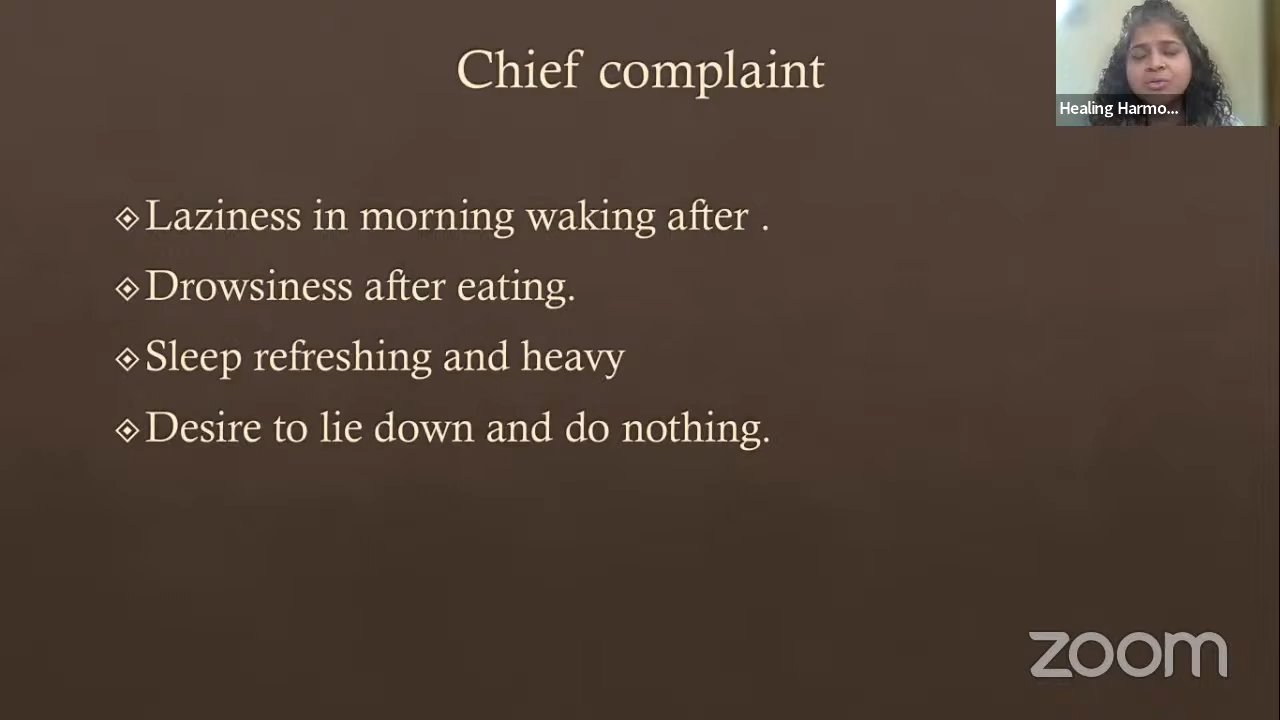 Chief complaint
Healing Harmo...
Laziness in morning waking after .
Drowsiness after eating.
Sleep refreshing and heavy
Desire to lie down and do nothing.
zoom